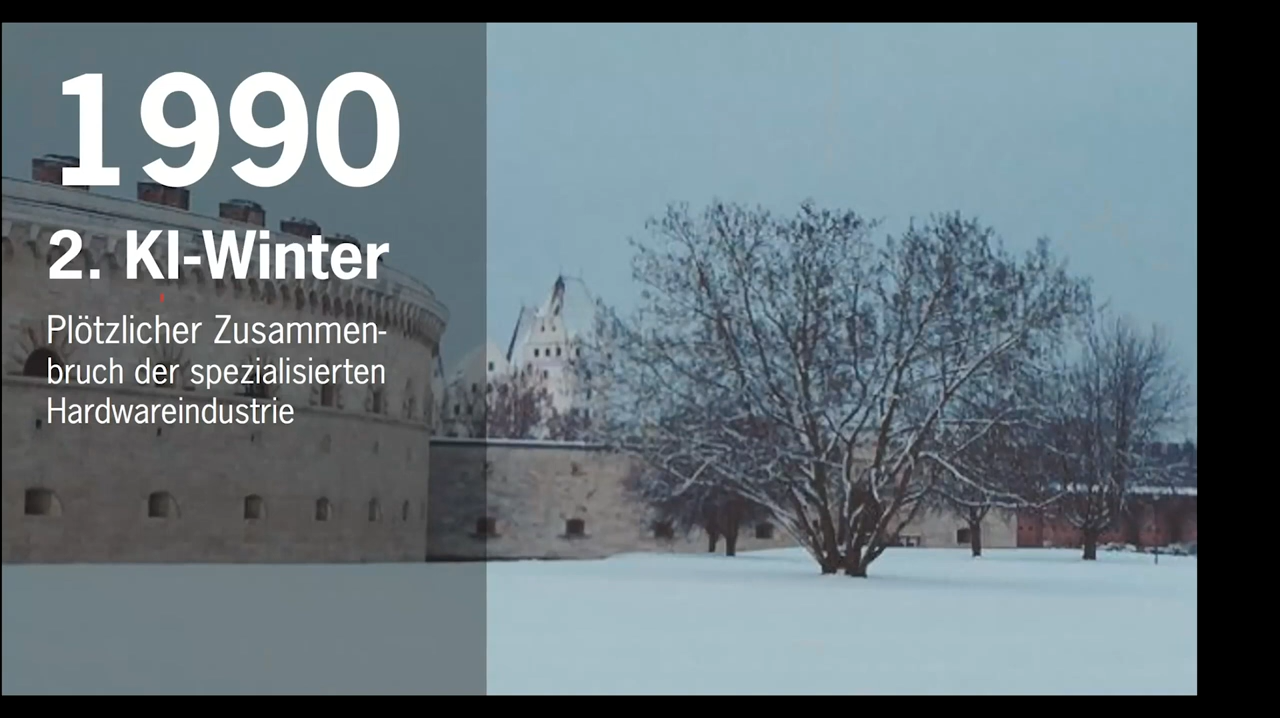 1990
2. KI-Winter
Plötzlicher Zusammen-
bruch der spezialisierten
Hardwareindustrie